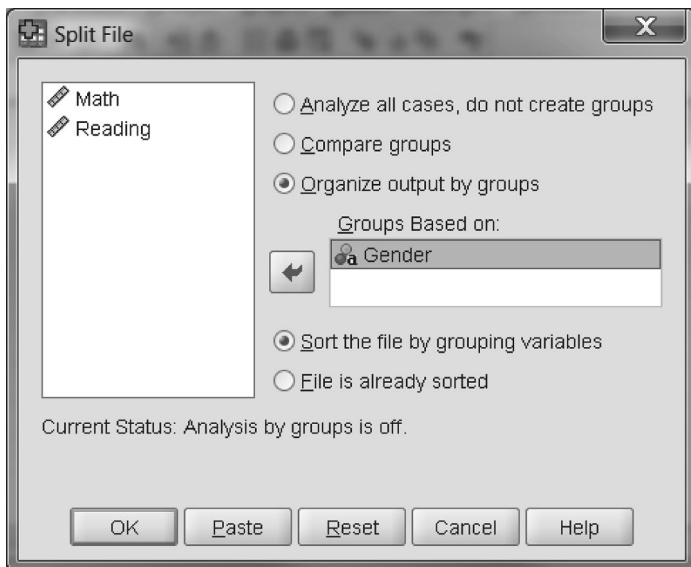 Split File
X
Math
Reading
Analyze all cases, do not create groups
Compare groups
Organize output by groups
Groups Based on:
a Gender
Sort the file by grouping variables
File is already sorted
Current Status: Analysis by groups is off.
OK
Paste
Reset
Cancel
Help